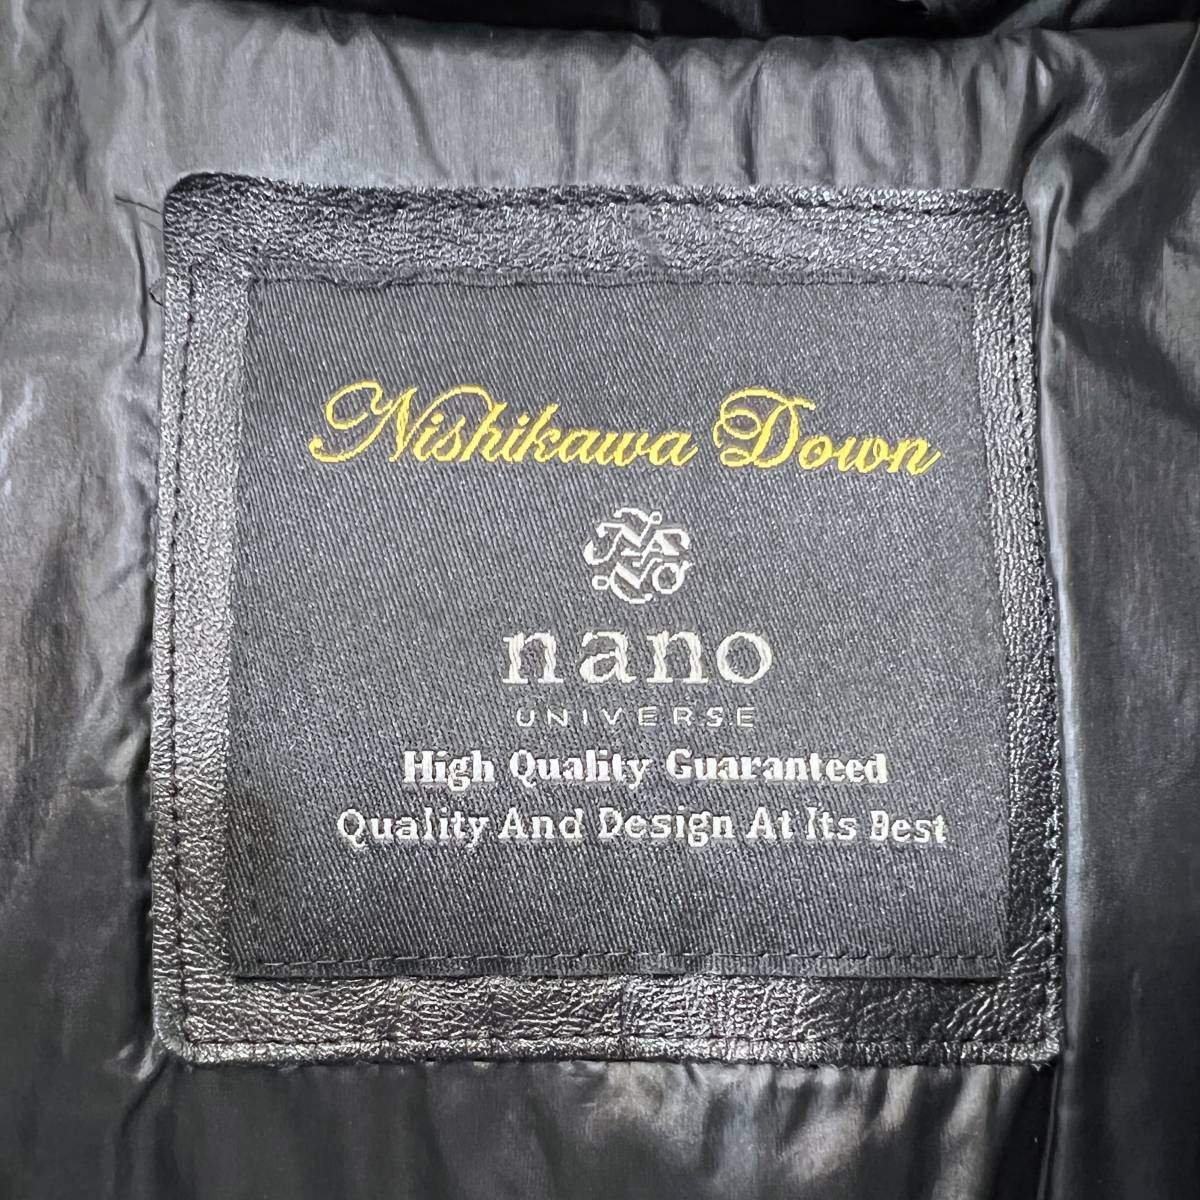 Nishikawa Down
nano
UNIVERSE
High Quality Guaranteed
Quality And Design At Its Best